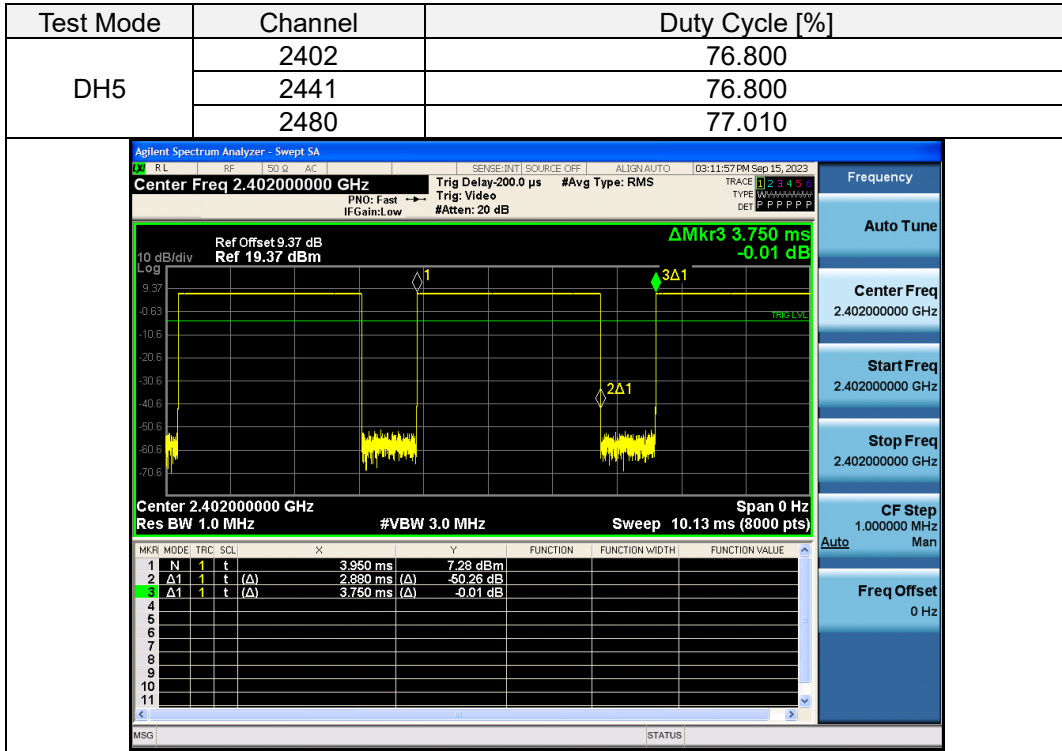 Test Mode Channel Duty Cycle [%]
DH5
2402 76.800
2441 76.800
2480 77.010
Agilent Spectrum Analyzer - Swept SA
LXI RL RF 50 Ω AC SENSE:INT SOURCE OFF ALIGNAUTO 03:11:57 PM Sep 15, 2023
Center Freq 2.402000000 GHz
PNO: Fast
IFGain:Low
Trig Delay-200.0 µs #Avg Type: RMS
Trig: Video
#Atten: 20 dB
TRACE 1 2 3 4 5 6
TYPE WWWWWW
DET P P P P P P
ΔMkr3 3.750 ms
-0.01 dB
Ref Offset 9.37 dB
10 dB/div Ref 19.37 dBm
Log
9.37
-0.63
-10.6
-20.6
-30.6
-40.6
-50.6
-60.6
-70.6
1
3Δ1
TRIG LVL
2Δ1
Center 2.402000000 GHz Span 0 Hz
Res BW 1.0 MHz #VBW 3.0 MHz Sweep 10.13 ms (8000 pts)
MKR MODE TRC SCL X Y FUNCTION FUNCTION WIDTH FUNCTION VALUE
1 N 1 t 3.950 ms 7.28 dBm
2 Δ1 1 t (Δ) 2.880 ms (Δ) -50.26 dB
3 Δ1 1 t (Δ) 3.750 ms (Δ) -0.01 dB
4
5
6
7
8
9
10
11
MSG STATUS
Frequency
Auto Tune
Center Freq
2.402000000 GHz
Start Freq
2.402000000 GHz
Stop Freq
2.402000000 GHz
CF Step
1.000000 MHz
Auto Man
Freq Offset
0 Hz